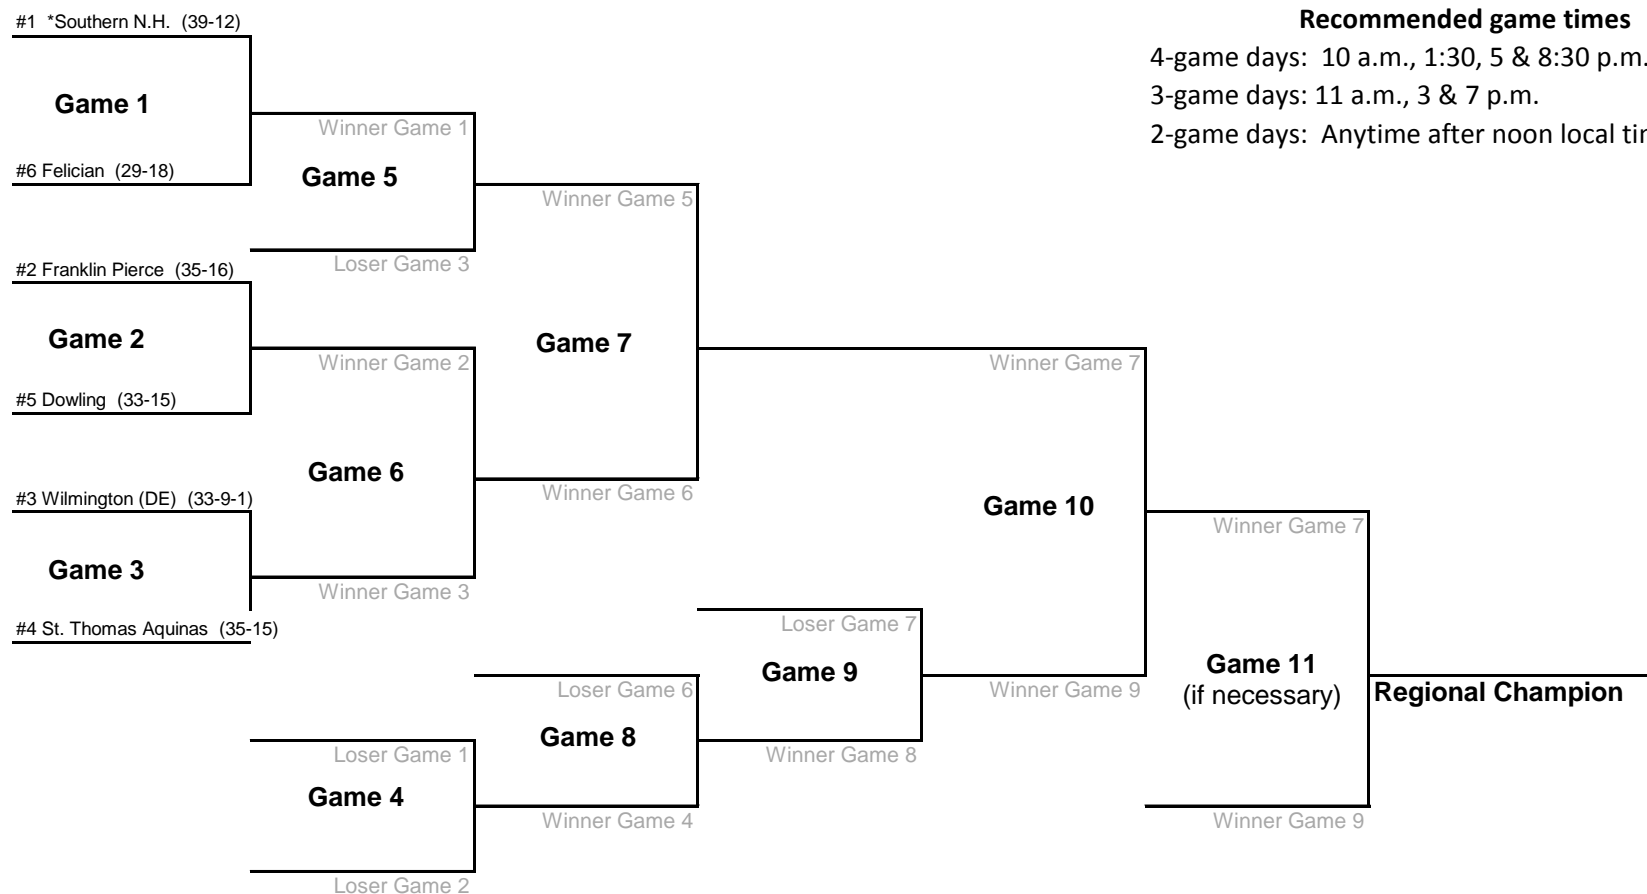 #1 *Southern N.H. (39-12)
Recommended game times
4-game days: 10 a.m., 1:30, 5 & 8:30 p.m.
3-game days: 11 a.m., 3 & 7 p.m.
2-game days: Anytime after noon local
Game 1
Winner Game 1
#6 Felician (29-18)
Game 5
Winner Game 5
Loser Game 3
#2 Franklin Pierce (35-16)
Game 2
Winner Game 2
Game 7
Winner Game 7
#5 Dowling (33-15)
Game 6
Winner Game 6
#3 Wilmington (DE) (33-9-1)
Game 10
Winner Game 7
Game 3
Winner Game 3
#4 St. Thomas Aquinas (35-15)
Loser Game 7
Game 9
Winner Game 9
Game 11
(if necessary)
Regional Champion
Loser Game 6
Game 8
Winner Game 8
Loser Game 1
Game 4
Winner Game 4
Winner Game 9
Loser Game 2